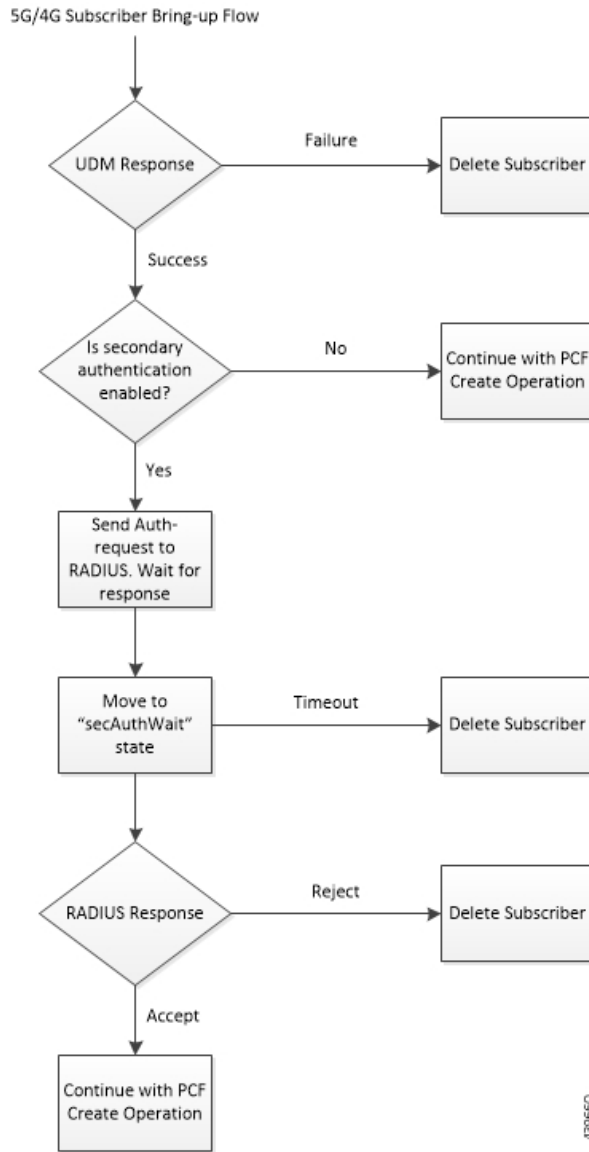 5G/4G Subscriber Bring-up Flow
UDM Response
Failure
Delete Subscriber
Success
Is secondary
authentication
enabled?
No
Continue with PCF
Create Operation
Yes
Send Auth-
request to
RADIUS. Wait for
response
Move to
“secAuthWait”
state
Timeout
Delete Subscriber
RADIUS Response
Reject
Delete Subscriber
Accept
Continue with PCF
Create Operation